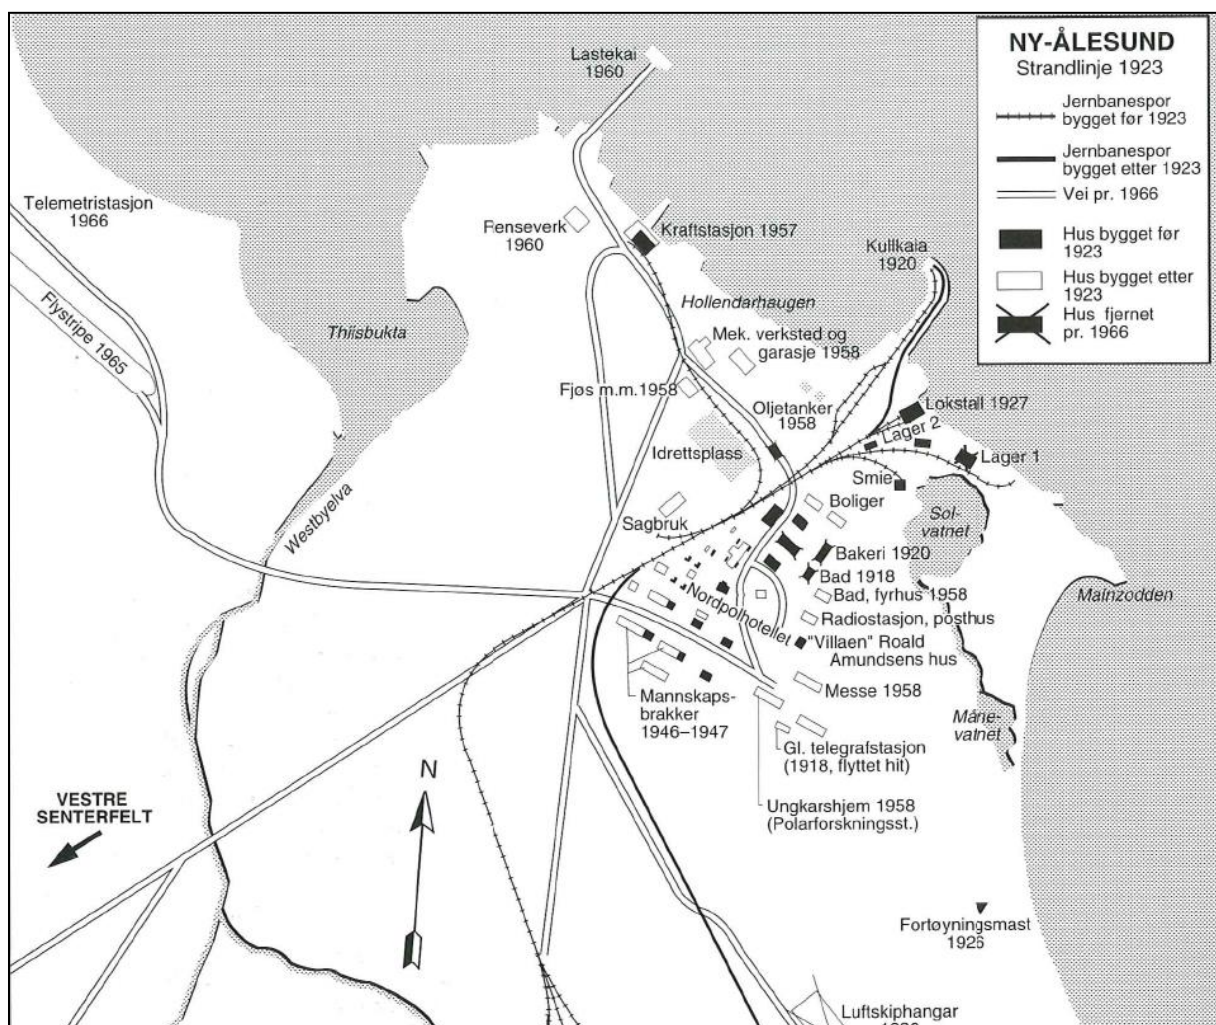 NY-ÅLESUND
Strandlinje 1923
Jernbanespor
bygget før 1923
Jernbanespor
bygget etter
1923
Vei pr. 1966
Hus bygget før
1923
Hus bygget etter
1923
Hus fjernet
pr. 1966
Lastekai
1960
Telemetristasjon
1966
Flystripe 1965
Renseverk
1960
Kraftstasjon 1957
Kullkaia
1920
Hollendarhaugen
Thiisbukta
Mek. verksted og
garasje 1958
Fjøs m.m.1958
Oljetanker
1958
Lokstall 1927
Lager 2
Lager 1
Idrettsplass
Smie
Boliger
Sol-
vatnet
Sagbruk
Westbyelva
Bakeri 1920
Bad 1918
Bad, fyrhus 1958
Mainzodden
Nordpolhotellet
Radiostasjon, posthus
"Villaen" Roald
Amundsens hus
Messe 1958
Mannskaps-
brakker
1946–1947
Måne-
vatnet
Gl. telegrafstasjon
(1918, flyttet hit)
Ungkarshjem 1958
(Polarforskningsst.)
N
VESTRE
SENTERFELT
Fortøyningsmast
1926
Luftskiphangar